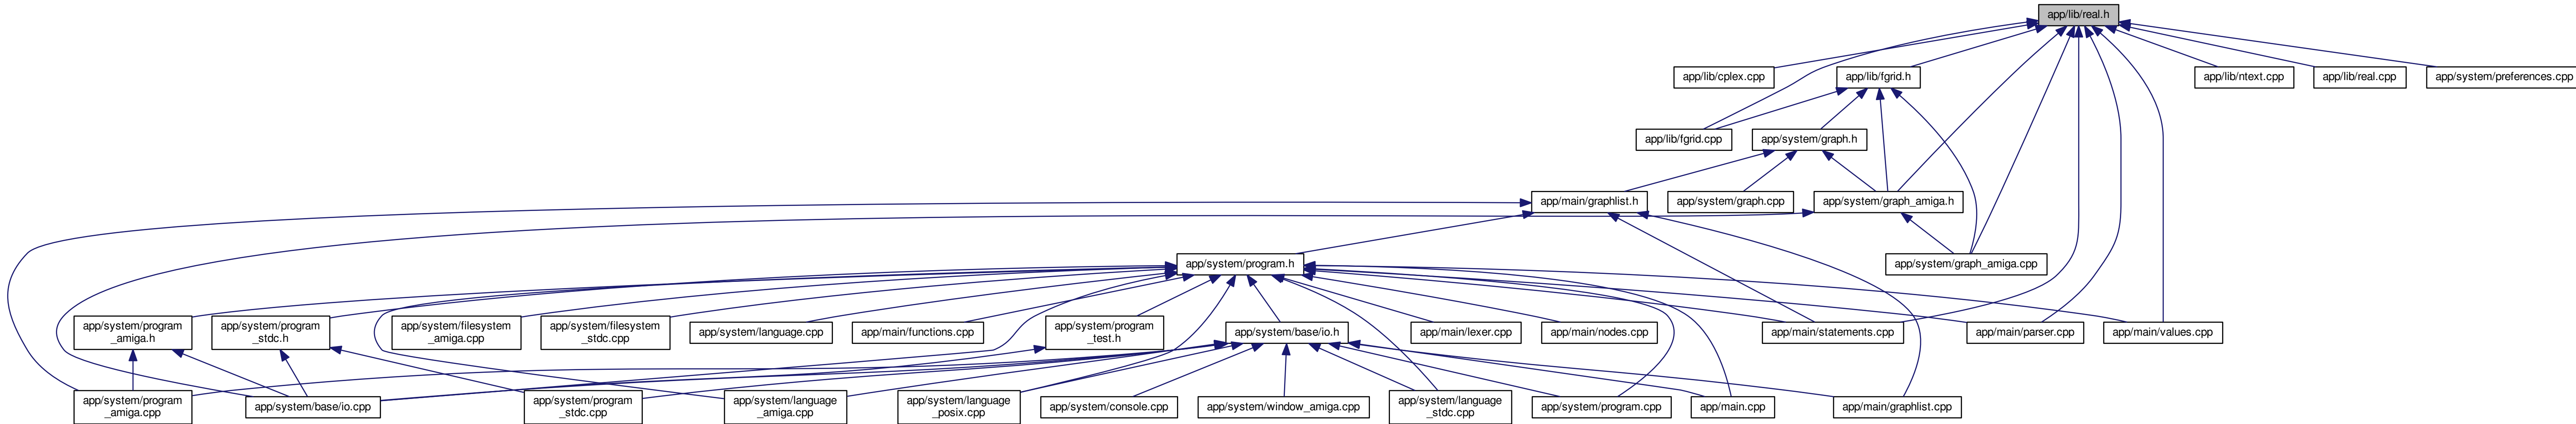 app/lib/real.h
app/lib/cplex.cpp
app/lib/fgrid.h
app/lib/ntext.cpp
app/lib/real.cpp
app/system/preferences.cpp
app/lib/fgrid.cpp
app/system/graph.h
app/main/graphlist.h
app/system/graph.cpp
app/system/graph_amiga.h
app/system/program.h
app/system/graph_amiga.cpp
app/system/program
_amiga.h
app/system/program
_stdc.h
app/system/filesystem
_amiga.cpp
app/system/filesystem
_stdc.cpp
app/system/language.cpp
app/main/functions.cpp
app/system/program
_test.h
app/system/base/io.h
app/main/lexer.cpp
app/main/nodes.cpp
app/main/statements.cpp
app/main/parser.cpp
app/main/values.cpp
app/system/program
_amiga.cpp
app/system/base/io.cpp
app/system/program
_stdc.cpp
app/system/language
_amiga.cpp
app/system/language
_posix.cpp
app/system/console.cpp
app/system/window_amiga.cpp
app/system/language
_stdc.cpp
app/system/program.cpp
app/main.cpp
app/main/graphlist.cpp